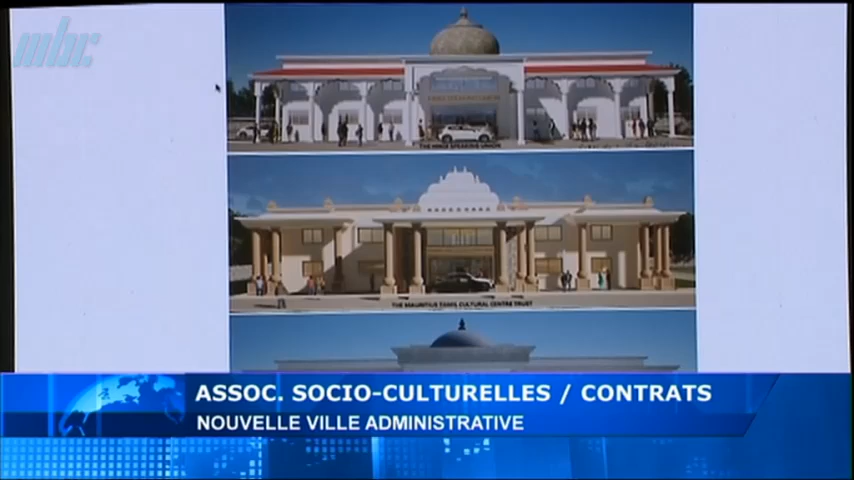 mbc
THE HINDI SPEAKING UNION
THE MAURITIUS TAMIL CULTURAL CENTRE TRUST
ASSOC. SOCIO-CULTURELLES / CONTRATS
NOUVELLE VILLE ADMINISTRATIVE